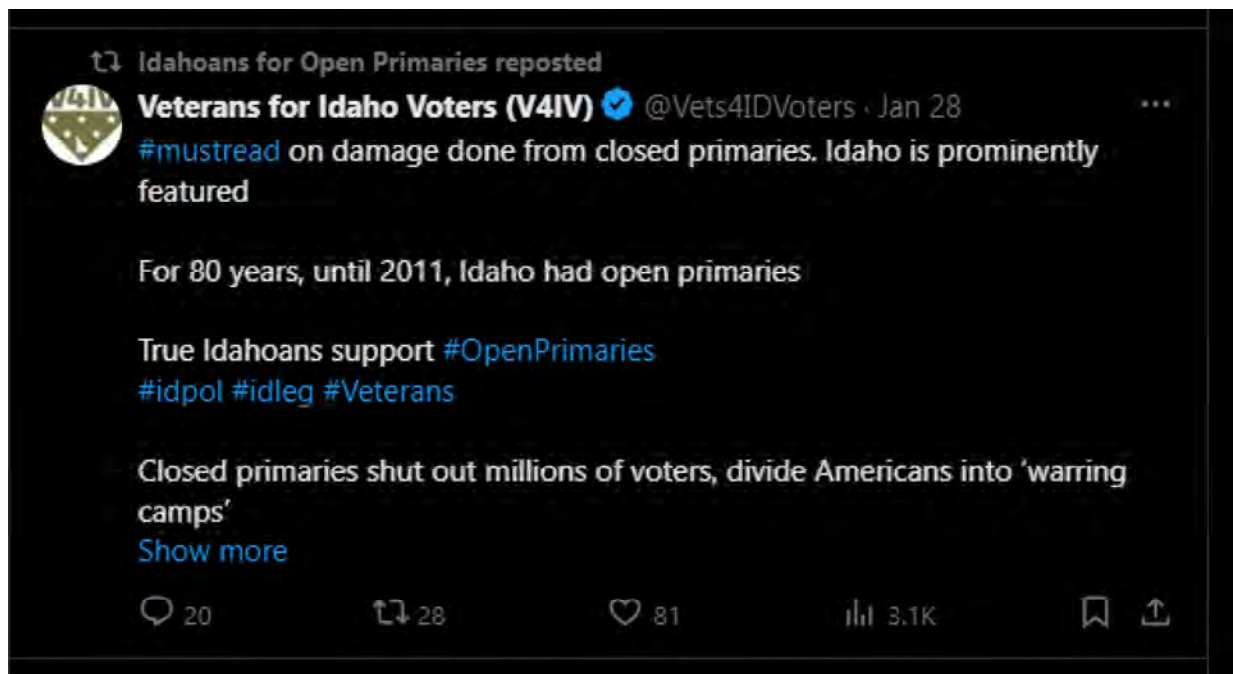 Idahoans for Open Primaries reposted
V4IV
Veterans for Idaho Voters (V4IV) @Vets4IDVoters · Jan 28
#mustread on damage done from closed primaries. Idaho is prominently
featured
For 80 years, until 2011, Idaho had open primaries
True Idahoans support #OpenPrimaries
#idpol #idleg #Veterans
Closed primaries shut out millions of voters, divide Americans into ‘warring
camps’
Show more
20 28 81 3.1K